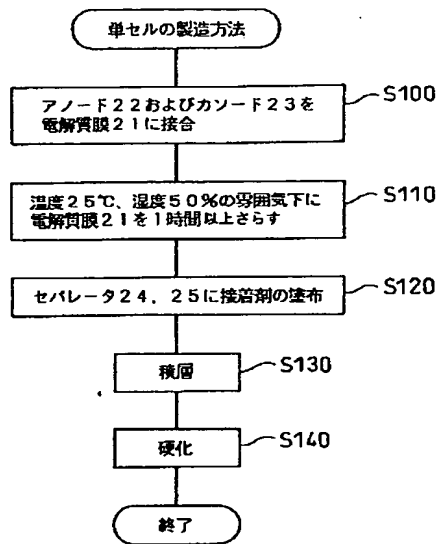 単セルの製造方法
アノード22およびカソード23を
電解質膜21に接合
S100
温度25℃、湿度50%の雰囲気下に
電解質膜21を1時間以上さらす
S110
セパレータ24，25に接着剤の塗布
S120
積層
S130
硬化
S140
終了